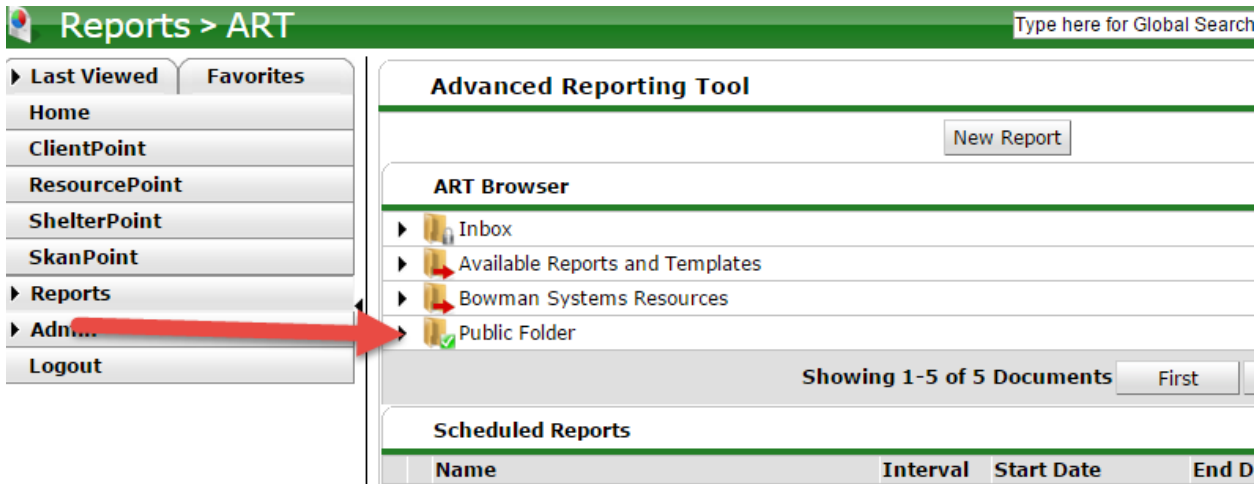 Reports > ART
Type here for Global Search
Last Viewed
Favorites
Home
ClientPoint
ResourcePoint
ShelterPoint
SkanPoint
Reports
Logout
Advanced Reporting Tool
New Report
ART Browser
Inbox
Available Reports and Templates
Bowman Systems Resources
Public Folder
Showing 1-5 of 5 Documents
First
Scheduled Reports
Name Interval Start Date End D